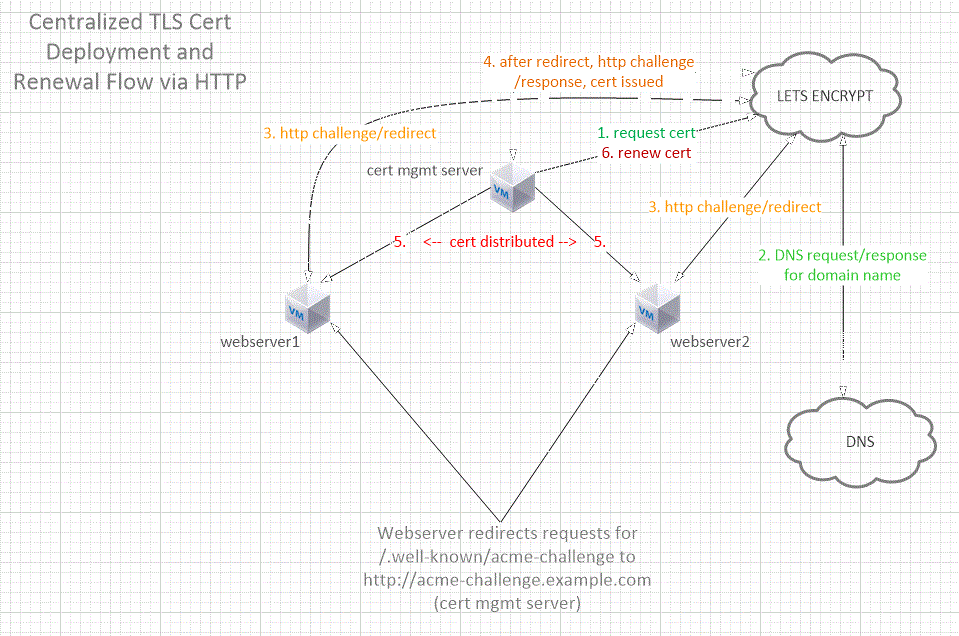 Centralized TLS Cert
Deployment and
Renewal Flow via HTTP
4. after redirect, http challenge
/response, cert issued
LETS ENCRYPT
3. http challenge/redirect
1. request cert
6. renew cert
cert mgmt server
VM
3. http challenge/redirect
5. <-- cert distributed --> 5.
2. DNS request/response
for domain name
VM
webserver1
VM
webserver2
DNS
Webserver redirects requests for
/.well-known/acme-challenge to
http://acme-challenge.example.com
(cert mgmt server)